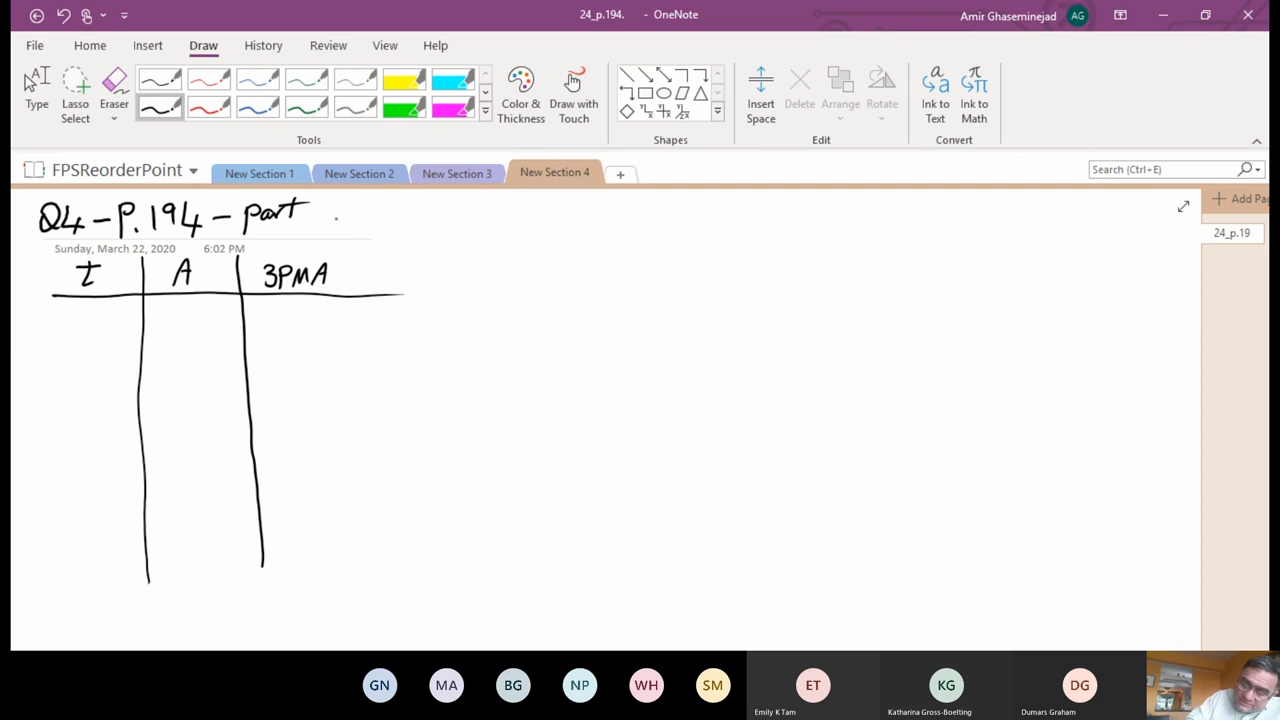 24_p.194. - OneNote
Amir Ghaseminejad AG
File Home Insert Draw History Review View Help
Type
Lasso Select
Eraser
Color & Thickness
Draw with Touch
Insert Space
Delete
Arrange
Rotate
Ink to Text
Ink to Math
Tools Shapes Edit Convert
FPSReorderPoint New Section 1 New Section 2 New Section 3 New Section 4
Search (Ctrl+E)
Add Pag
24_p.19
Q4 - P.194 - part
Sunday, March 22, 2020 6:02 PM
t A 3PMA
GN MA BG NP WH SM ET KG DG
Emily K Tam Katharina Gross-Boelting Dumars Graham